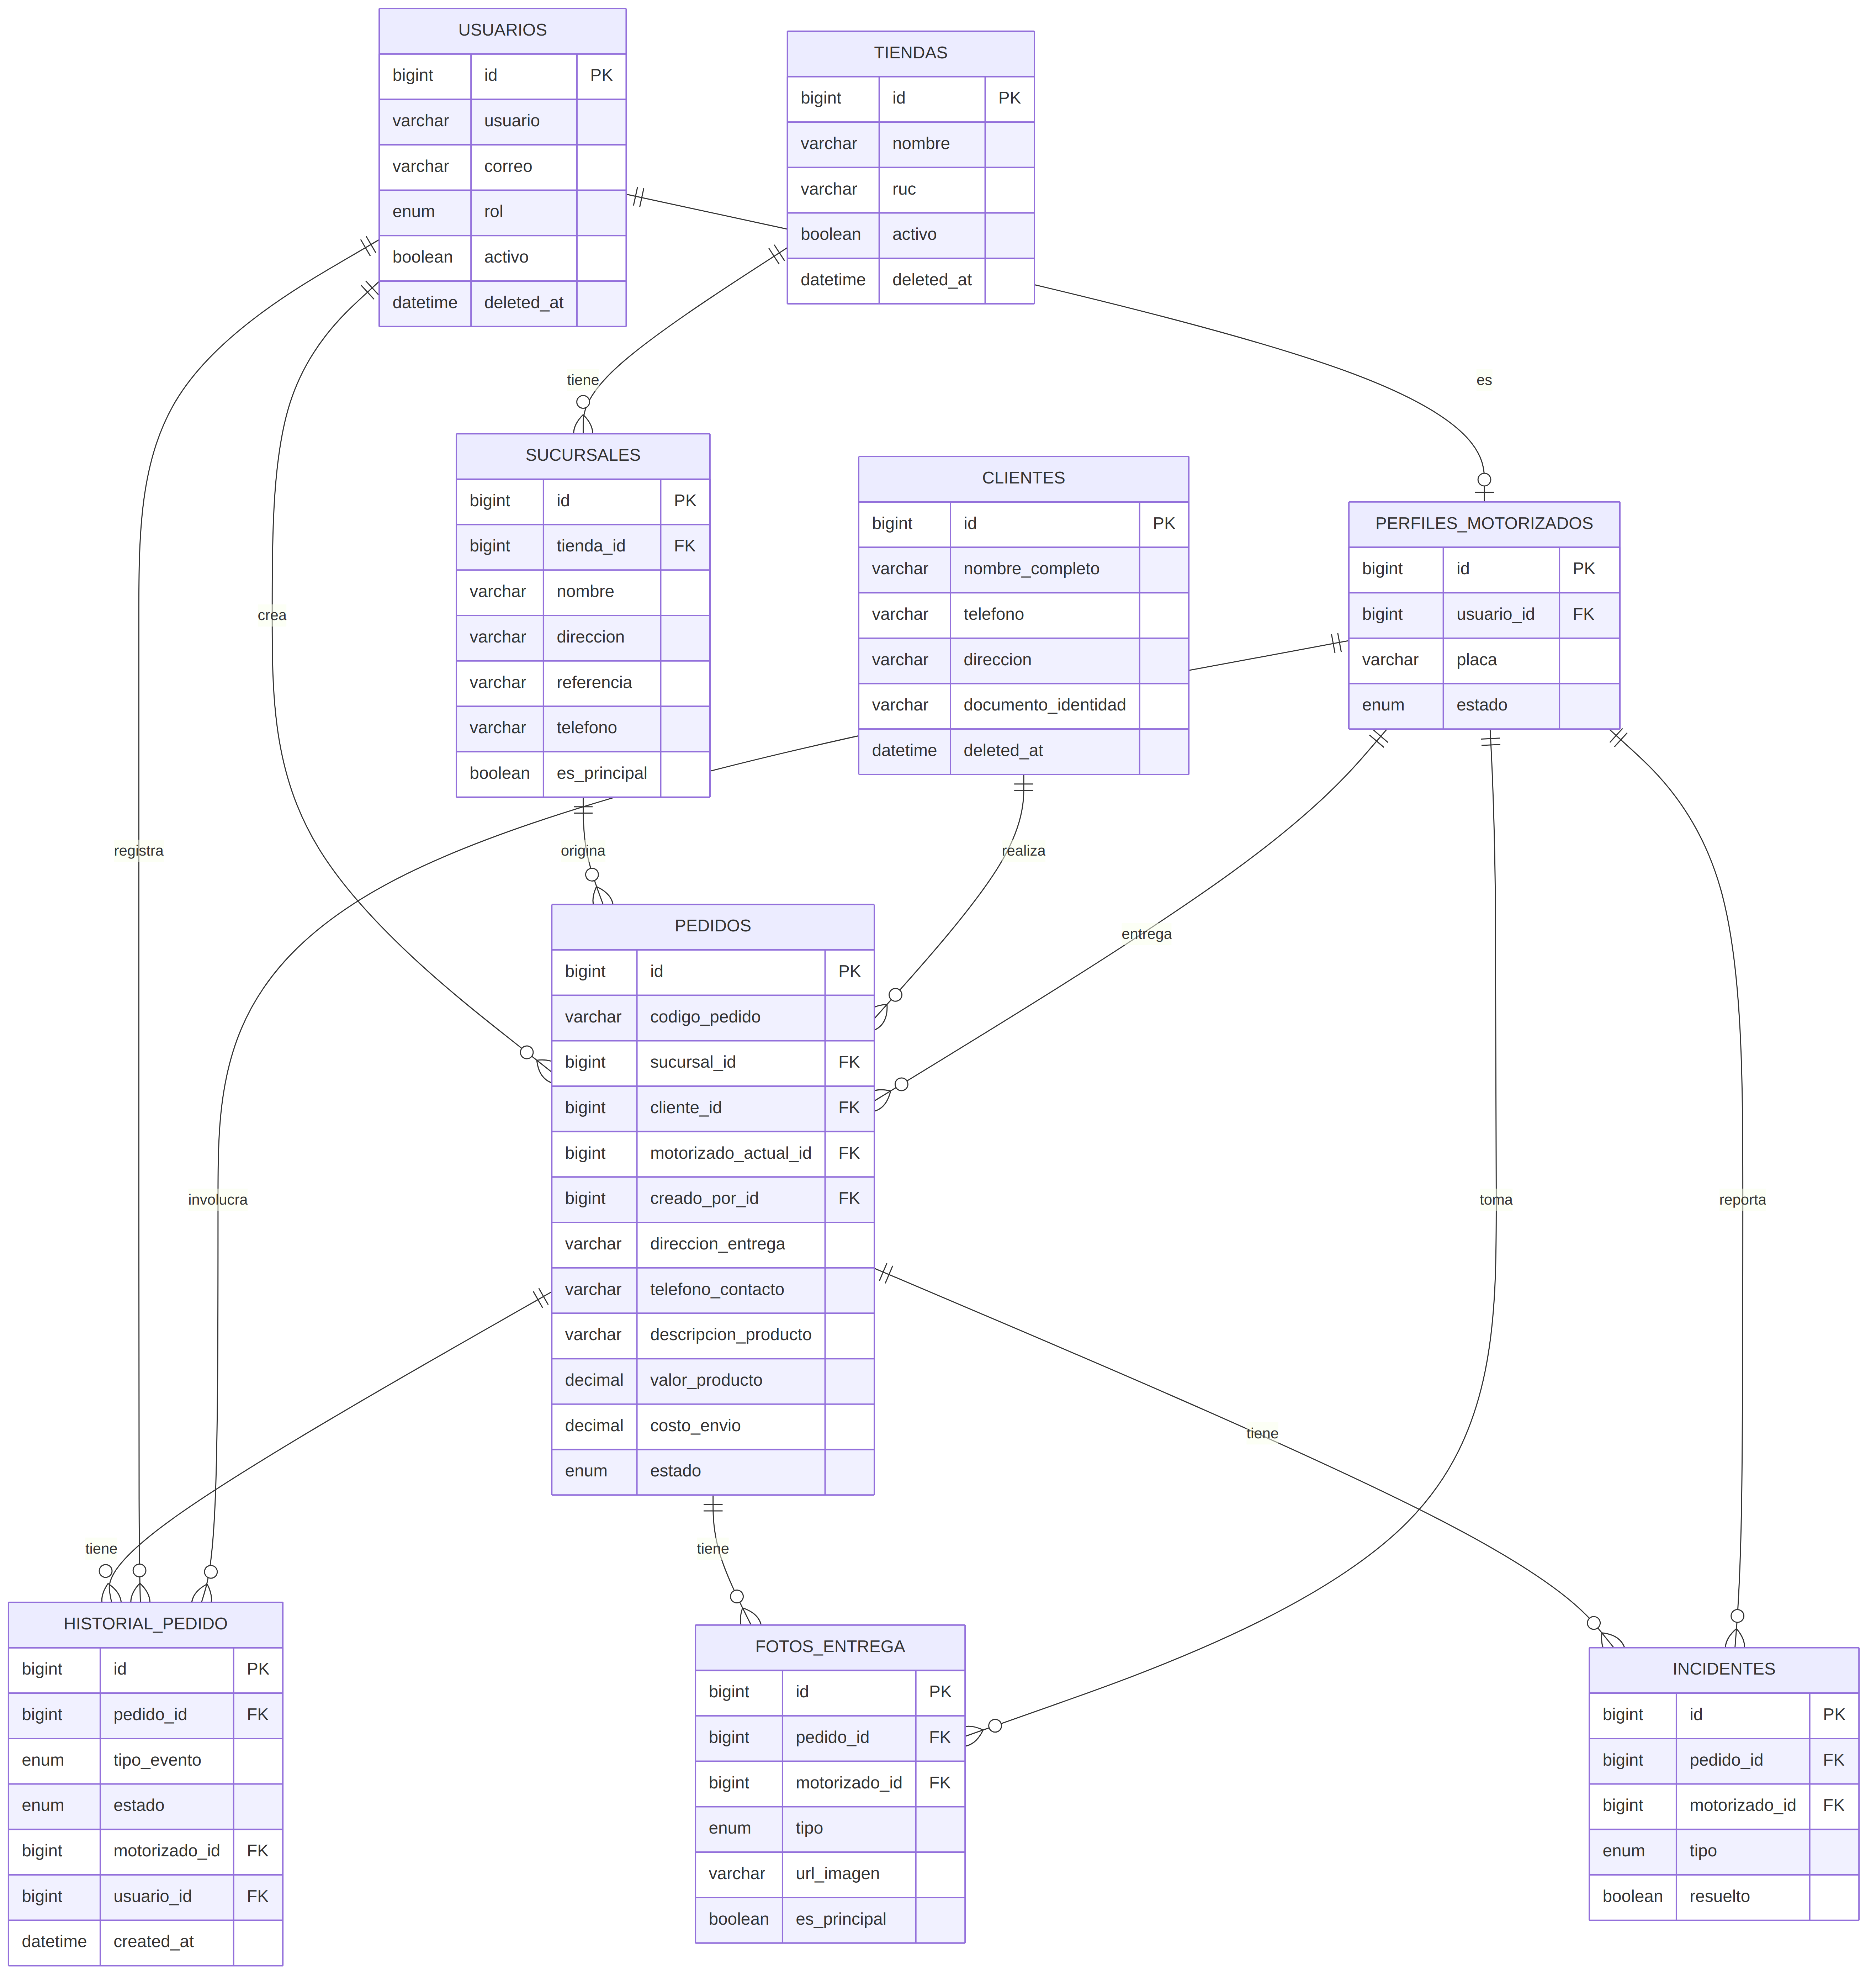 USUARIOS
bigint id PK
varchar usuario
varchar correo
enum rol
boolean activo
datetime deleted_at
TIENDAS
bigint id PK
varchar nombre
varchar ruc
boolean activo
datetime deleted_at
tiene
es
SUCURSALES
bigint id PK
bigint tienda_id FK
varchar nombre
varchar direccion
varchar referencia
varchar telefono
boolean es_principal
CLIENTES
bigint id PK
varchar nombre_completo
varchar telefono
varchar direccion
varchar documento_identidad
datetime deleted_at
PERFILES_MOTORIZADOS
bigint id PK
bigint usuario_id FK
varchar placa
enum estado
crea
registra
origina
realiza
entrega
PEDIDOS
bigint id PK
varchar codigo_pedido
bigint sucursal_id FK
bigint cliente_id FK
bigint motorizado_actual_id FK
bigint creado_por_id FK
varchar direccion_entrega
varchar telefono_contacto
varchar descripcion_producto
decimal valor_producto
decimal costo_envio
enum estado
involucra
toma
reporta
tiene
tiene
tiene
HISTORIAL_PEDIDO
bigint id PK
bigint pedido_id FK
enum tipo_evento
enum estado
bigint motorizado_id FK
bigint usuario_id FK
datetime created_at
FOTOS_ENTREGA
bigint id PK
bigint pedido_id FK
bigint motorizado_id FK
enum tipo
varchar url_imagen
boolean es_principal
INCIDENTES
bigint id PK
bigint pedido_id FK
bigint motorizado_id FK
enum tipo
boolean resuelto